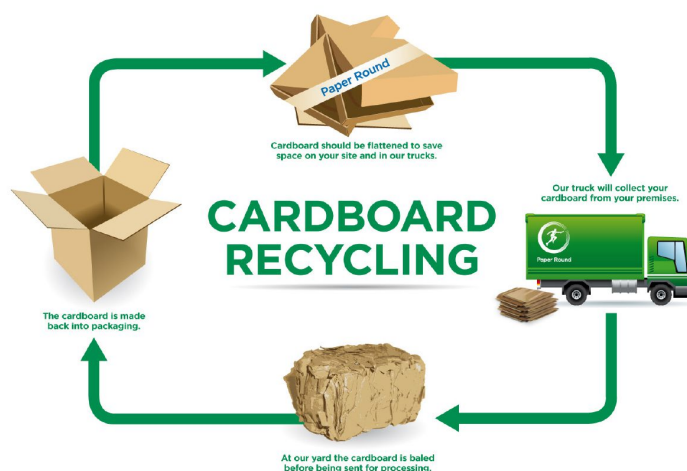 Paper Round
Cardboard should be flattened to save
space on your site and in our trucks.
Our truck will collect your
cardboard from your premises.
CARDBOARD
RECYCLING
Paper Round
The cardboard is made
back into packaging.
At our yard the cardboard is baled
before being sent for processing.